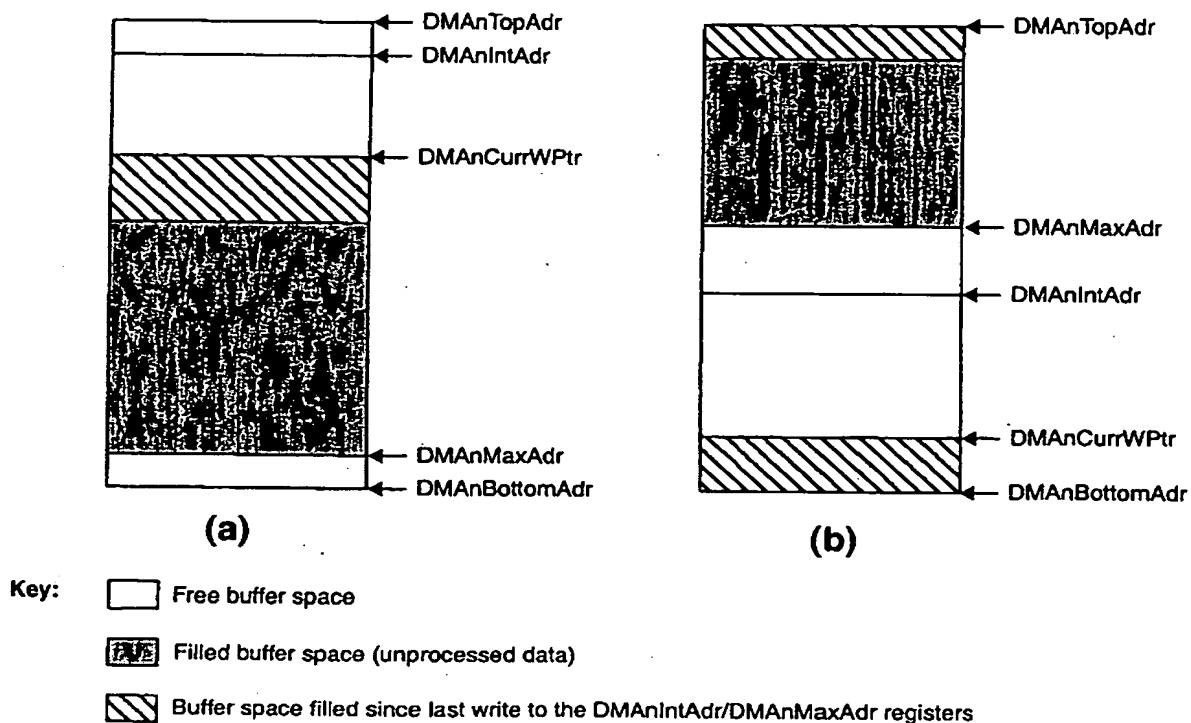 DMAnTopAdr
DMAnIntAdr
DMAnCurrWPtr
DMAnMaxAdr
DMAnBottomAdr
(a)
DMAnTopAdr
DMAnMaxAdr
DMAnIntAdr
DMAnCurrWPtr
DMAnBottomAdr
(b)
Key:
Free buffer space
Filled buffer space (unprocessed data)
Buffer space filled since last write to the DMAnIntAdr/DMAnMaxAdr registers